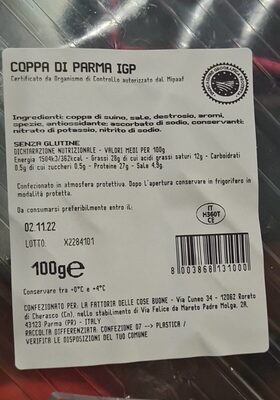 COPPA DI PARMA IGP
Certificato da Organismo di Controllo autorizzato dal Mipaaf
Ingredienti: coppa di suino, sale, destrosio, aromi,
spezie, antiossidante: ascorbato di sodio, conservanti:
nitrato di potassio, nitrito di sodio.
SENZA GLUTINE
DICHIARAZIONE NUTRIZIONALE - VALORI MEDI PER 100g
Energia 1504kJ/362kcal - Grassi 28g di cui acidi grassi saturi 12g - Carboidrati
0.5g di cui zuccheri 0.5g - Proteine 27g - Sale 4.3g.
Confezionato in atmosfera protettiva. Dopo l'apertura conservare in frigorifero in
modalità protetta.
Da consumarsi preferibilmente entro il:
02.11.22
LOTTO. X2284101
IT
H360T
CE
100g℮
8 003868 131000
Conservare tra +0°C e +4°C
CONFEZIONATO PER: LA FATTORIA DELLE COSE BUONE - Via Cuneo 34 - 12062 Roreto
di Cherasco (Cn). nello stabilimento di Via Felice da Mareto Padre Molga, 2A.
43123 Parma (PR) - ITALY
RACCOLTA DIFFERENZIATA: CONFEZIONE 07 --> PLASTICA /
VERIFICA LE DISPOSIZIONI DEL TUO COMUNE